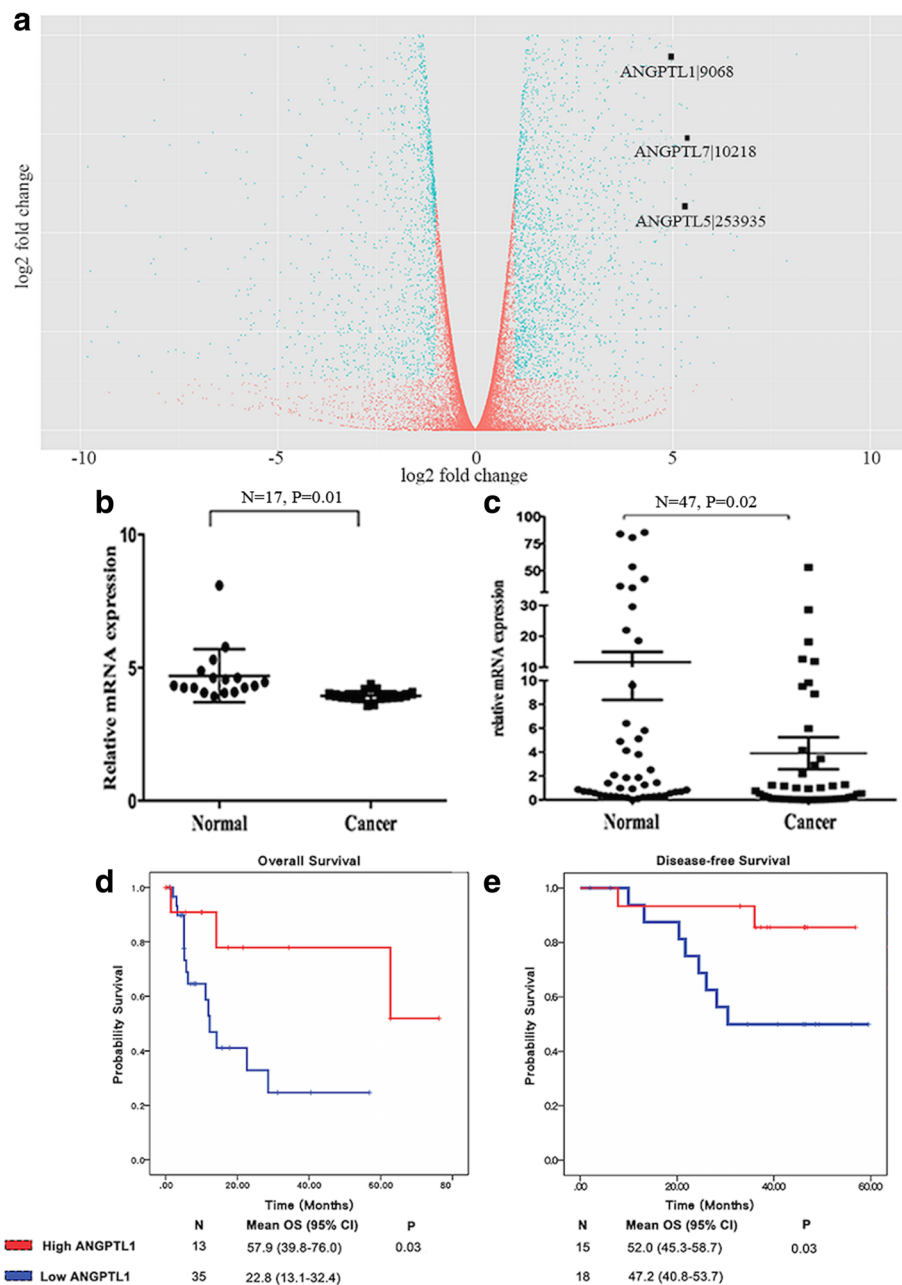 a
log2 fold change
ANGPTL1|9068
ANGPTL7|10218
ANGPTL5|253935
-10 -5 0 5 10
log2 fold change
b
N=17, P=0.01
Relative mRNA expression
10
5
0
Normal Cancer
c
N=47, P=0.02
relative mRNA expression
100
75
50
30
20
10
10
8
6
4
2
0
Normal Cancer
d
Overall Survival
Probability Survival
1.0
0.8
0.6
0.4
0.2
0.0
.00 20.00 40.00 60.00 80
Time (Months)
e
Disease-free Survival
Probability Survival
1.0
0.8
0.6
0.4
0.2
0.0
.00 20.00 40.00 60.00
Time (Months)
N Mean OS (95% CI) P N Mean OS (95% CI) P
High ANGPTL1 13 57.9 (39.8-76.0) 0.03 15 52.0 (45.3-58.7) 0.03
Low ANGPTL1 35 22.8 (13.1-32.4) 18 47.2 (40.8-53.7)